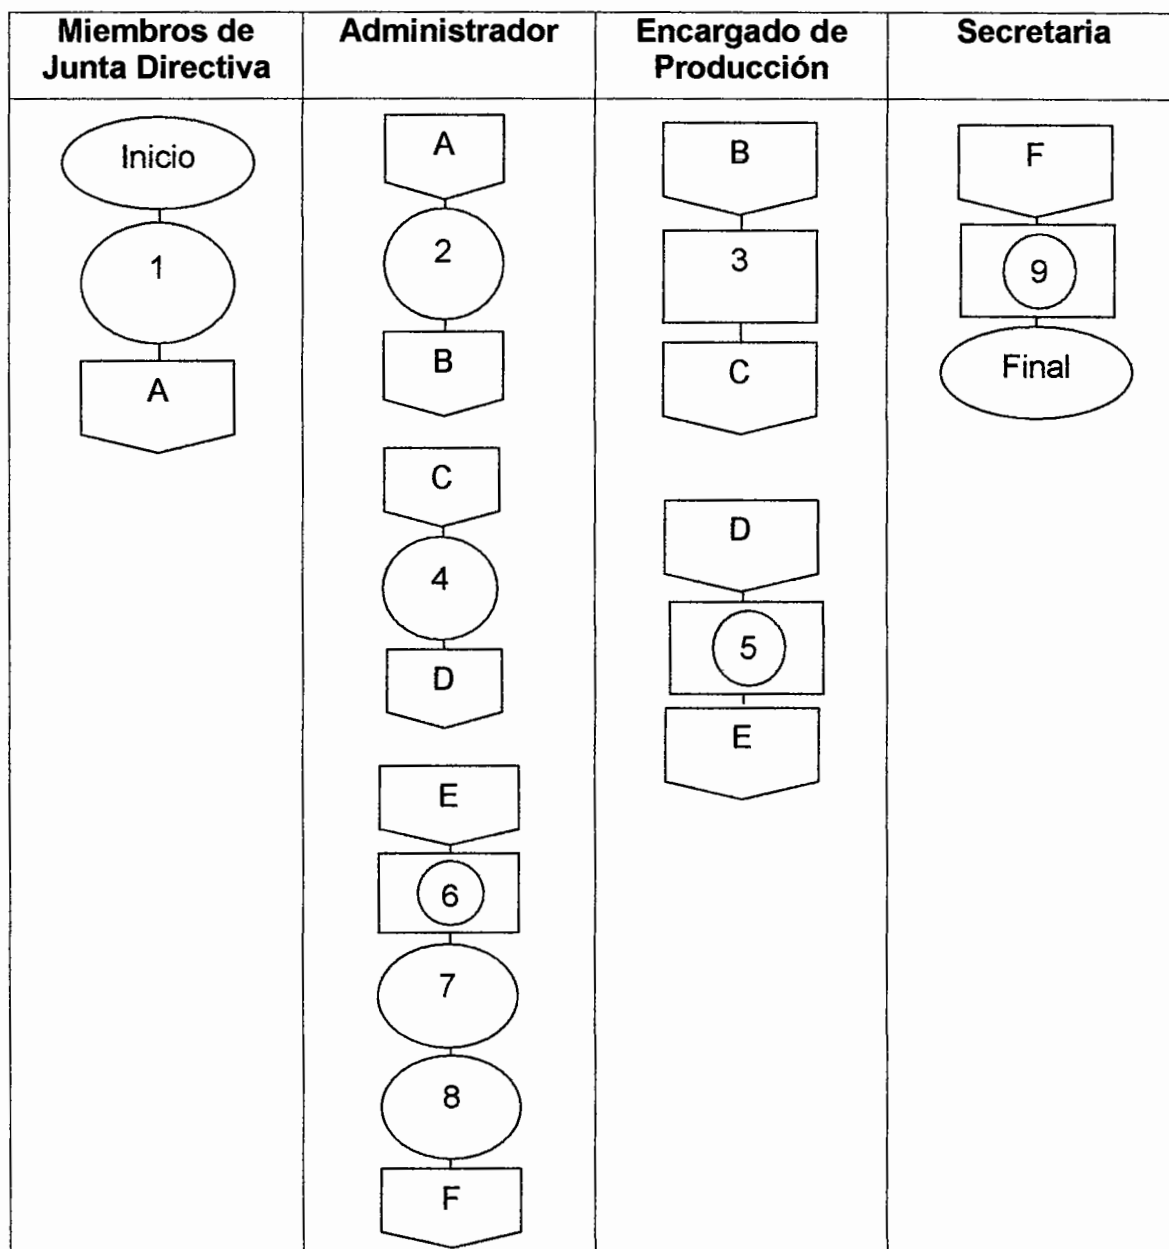 Miembros de
Junta Directiva
Administrador
Encargado de
Producción
Secretaria
Inicio
1
A
A
2
B
C
4
D
E
6
7
8
F
B
3
C
D
5
E
F
9
Final